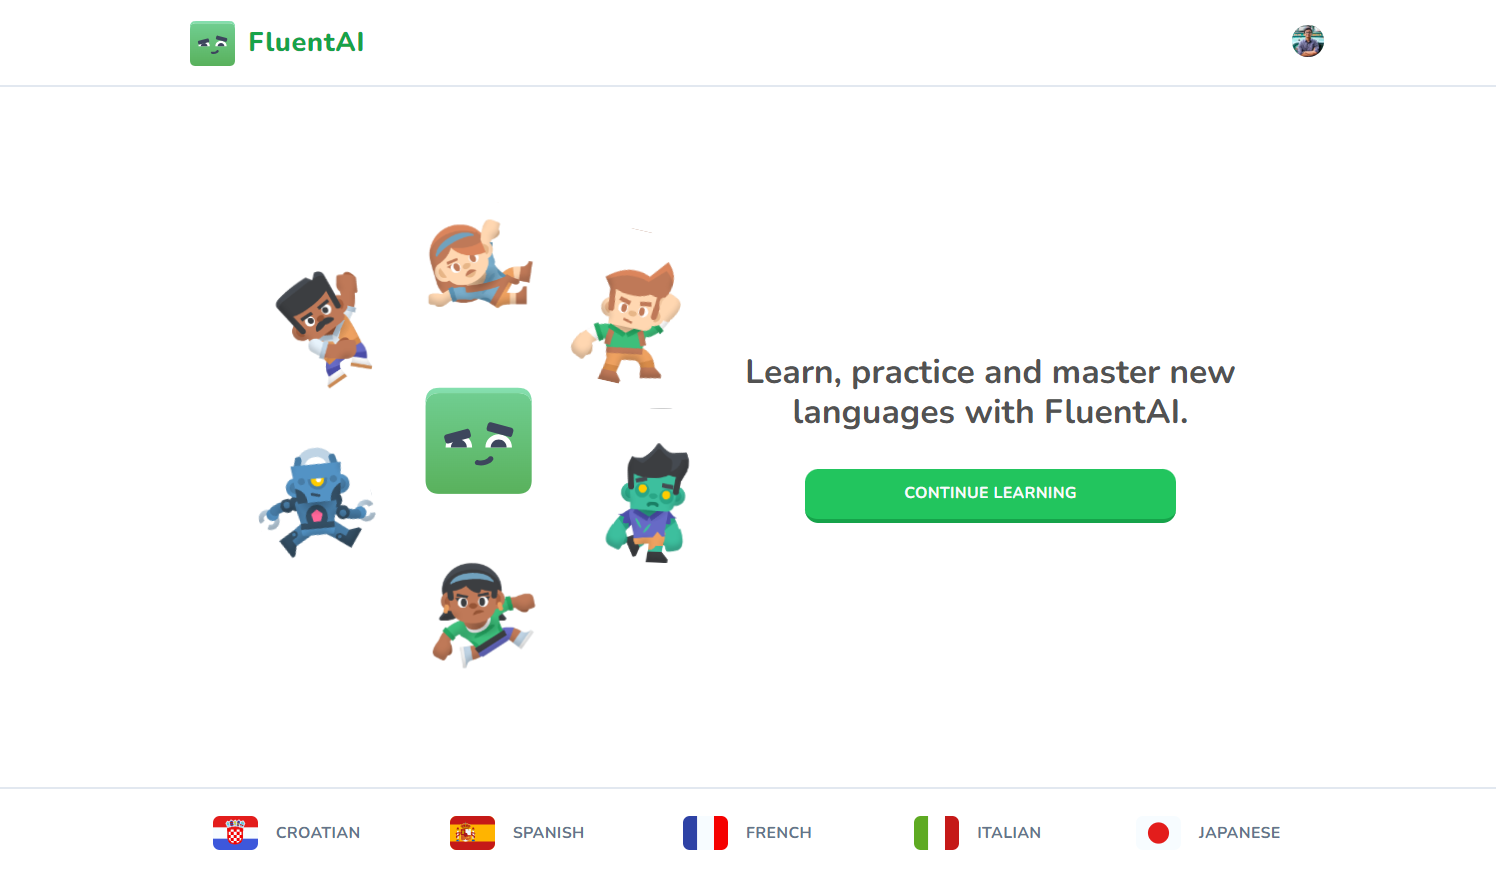 FluentAI
Learn, practice and master new
languages with FluentAI.
CONTINUE LEARNING
CROATIAN
SPANISH
FRENCH
ITALIAN
JAPANESE